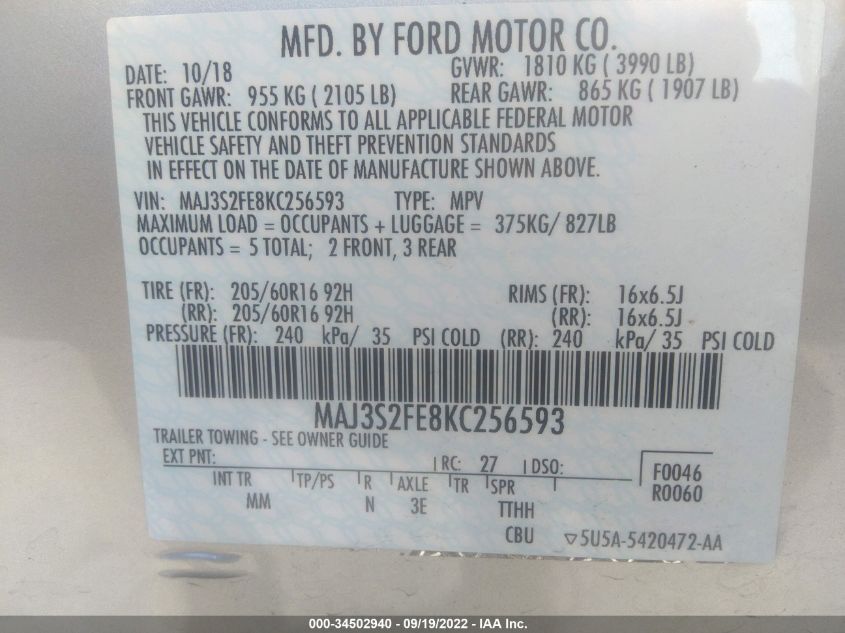 MFD. BY FORD MOTOR CO.
DATE: 10/18 GVWR: 1810 KG ( 3990 LB)
FRONT GAWR: 955 KG ( 2105 LB) REAR GAWR: 865 KG ( 1907 LB)
THIS VEHICLE CONFORMS TO ALL APPLICABLE FEDERAL MOTOR
VEHICLE SAFETY AND THEFT PREVENTION STANDARDS
IN EFFECT ON THE DATE OF MANUFACTURE SHOWN ABOVE.
VIN: MAJ3S2FE8KC256593 TYPE: MPV
MAXIMUM LOAD = OCCUPANTS + LUGGAGE = 375KG/ 827LB
OCCUPANTS = 5 TOTAL; 2 FRONT, 3 REAR
TIRE (FR): 205/60R16 92H RIMS (FR): 16x6.5J
(RR): 205/60R16 92H (RR): 16x6.5J
PRESSURE (FR): 240 kPa/ 35 PSI COLD (RR): 240 kPa/ 35 PSI COLD
MAJ3S2FE8KC256593
TRAILER TOWING - SEE OWNER GUIDE
EXT PNT: RC: 27 DSO: F0046
INT TR TP/PS R AXLE TR SPR R0060
MM N 3E TTHH
CBU 5U5A-5420472-AA
000-34502940 - 09/19/2022 - IAA Inc.